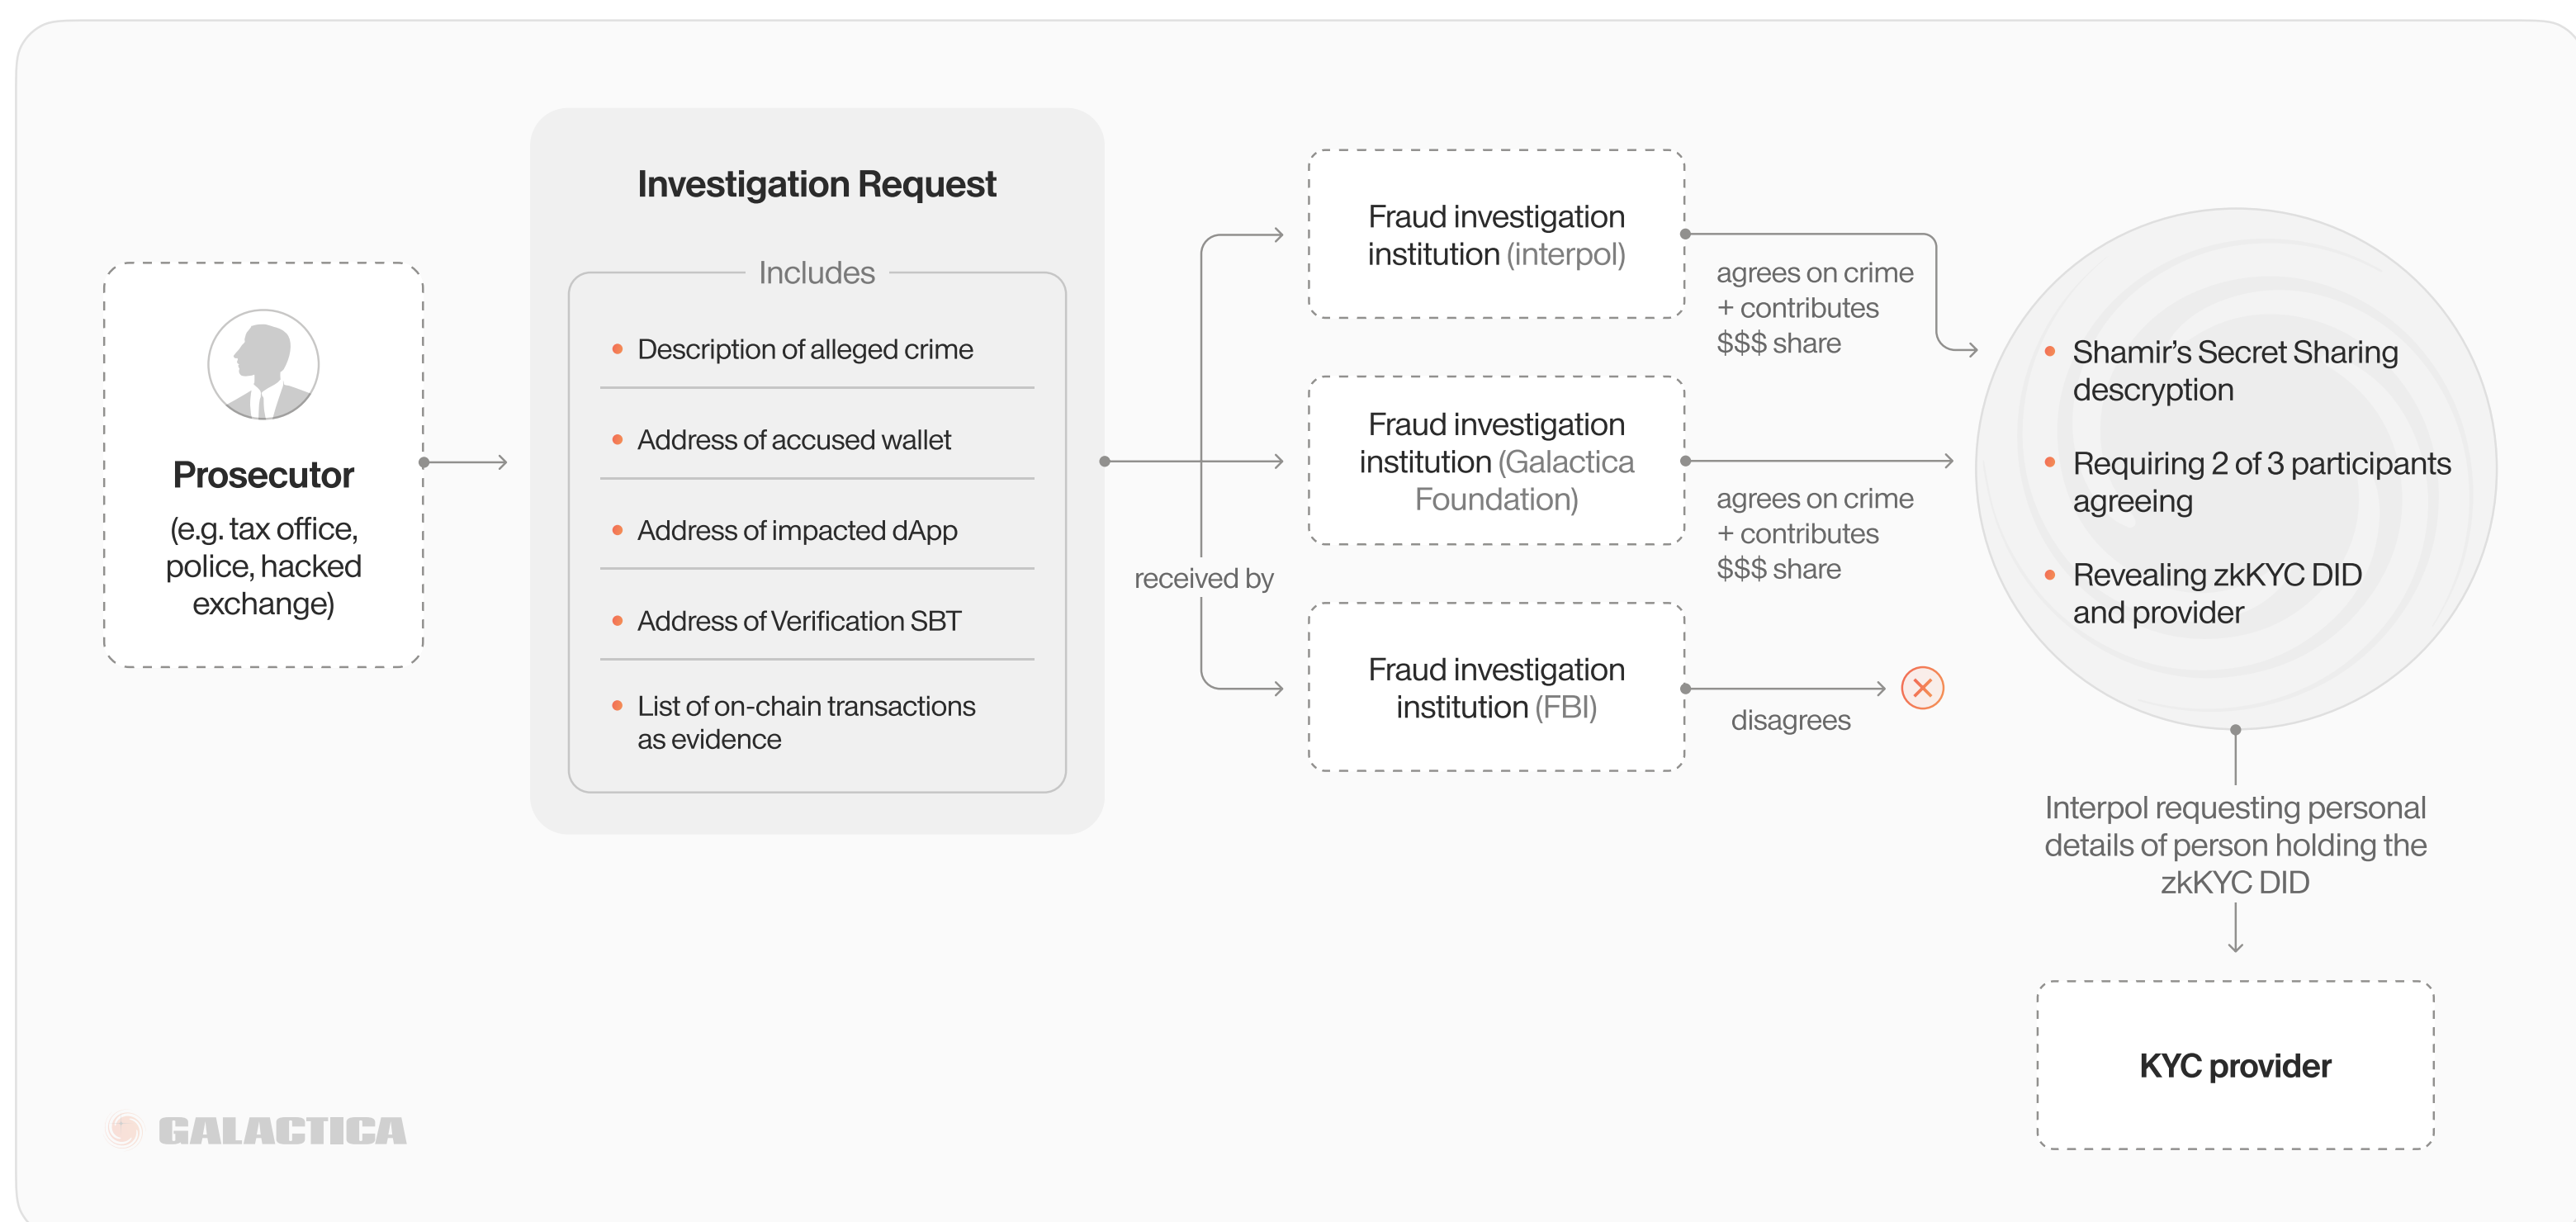 Prosecutor
(e.g. tax office,
police, hacked
exchange)
Investigation Request
Includes
Description of alleged crime
Address of accused wallet
Address of impacted dApp
Address of Verification SBT
List of on-chain transactions
as evidence
received by
Fraud investigation
institution (interpol)
agrees on crime
+ contributes
$$$ share
Fraud investigation
institution (Galactica
Foundation)
agrees on crime
+ contributes
$$$ share
Fraud investigation
institution (FBI)
disagrees
Shamir’s Secret Sharing
descryption
Requiring 2 of 3 participants
agreeing
Revealing zkKYC DID
and provider
Interpol requesting personal
details of person holding the
zkKYC DID
KYC provider
GALACTICA